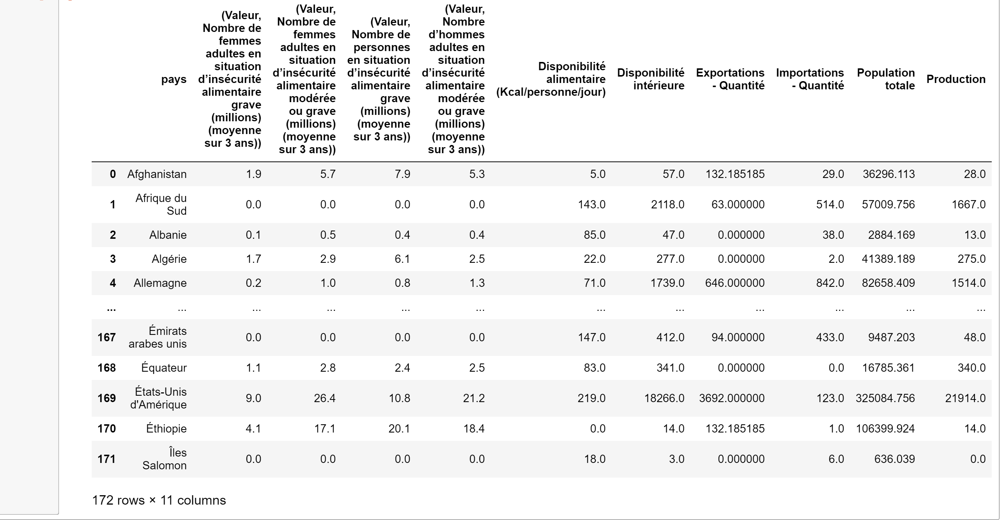 pays (Valeur, Nombre de femmes adultes en situation d’insécurité alimentaire grave (millions) (moyenne sur 3 ans)) (Valeur, Nombre de femmes adultes en situation d’insécurité alimentaire modérée ou grave (millions) (moyenne sur 3 ans)) (Valeur, Nombre de personnes en situation d’insécurité alimentaire grave (millions) (moyenne sur 3 ans)) (Valeur, Nombre d’hommes adultes en situation d’insécurité alimentaire modérée ou grave (millions) (moyenne sur 3 ans)) Disponibilité alimentaire (Kcal/personne/jour) Disponibilité intérieure Exportations - Quantité Importations - Quantité Population totale Production
0 Afghanistan 1.9 5.7 7.9 5.3 5.0 57.0 132.185185 29.0 36296.113 28.0
1 Afrique du Sud 0.0 0.0 0.0 0.0 143.0 2118.0 63.000000 514.0 57009.756 1667.0
2 Albanie 0.1 0.5 0.4 0.4 85.0 47.0 0.000000 38.0 2884.169 13.0
3 Algérie 1.7 2.9 6.1 2.5 22.0 277.0 0.000000 2.0 41389.189 275.0
4 Allemagne 0.2 1.0 0.8 1.3 71.0 1739.0 646.000000 842.0 82658.409 1514.0
... ... ... ... ... ... ... ... ... ... ... ...
167 Émirats arabes unis 0.0 0.0 0.0 0.0 147.0 412.0 94.000000 433.0 9487.203 48.0
168 Équateur 1.1 2.8 2.4 2.5 83.0 341.0 0.000000 0.0 16785.361 340.0
169 États-Unis d'Amérique 9.0 26.4 10.8 21.2 219.0 18266.0 3692.000000 123.0 325084.756 21914.0
170 Éthiopie 4.1 17.1 20.1 18.4 0.0 14.0 132.185185 1.0 106399.924 14.0
171 Îles Salomon 0.0 0.0 0.0 0.0 18.0 3.0 0.000000 6.0 636.039 0.0
172 rows × 11 columns